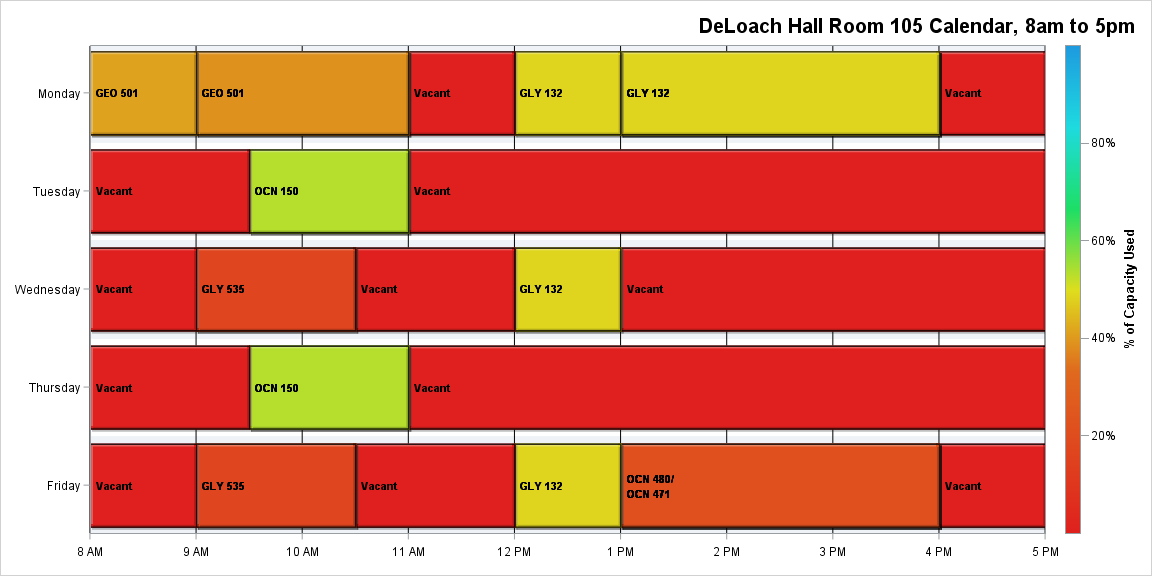 DeLoach Hall Room 105 Calendar, 8am to 5pm
Monday
GEO 501
GEO 501
Vacant
GLY 132
GLY 132
Vacant
Tuesday
Vacant
OCN 150
Vacant
Wednesday
Vacant
GLY 535
Vacant
GLY 132
Vacant
Thursday
Vacant
OCN 150
Vacant
Friday
Vacant
GLY 535
Vacant
GLY 132
OCN 480/
OCN 471
Vacant
8 AM
9 AM
10 AM
11 AM
12 PM
1 PM
2 PM
3 PM
4 PM
5 PM
80%
60%
40%
20%
% of Capacity Used